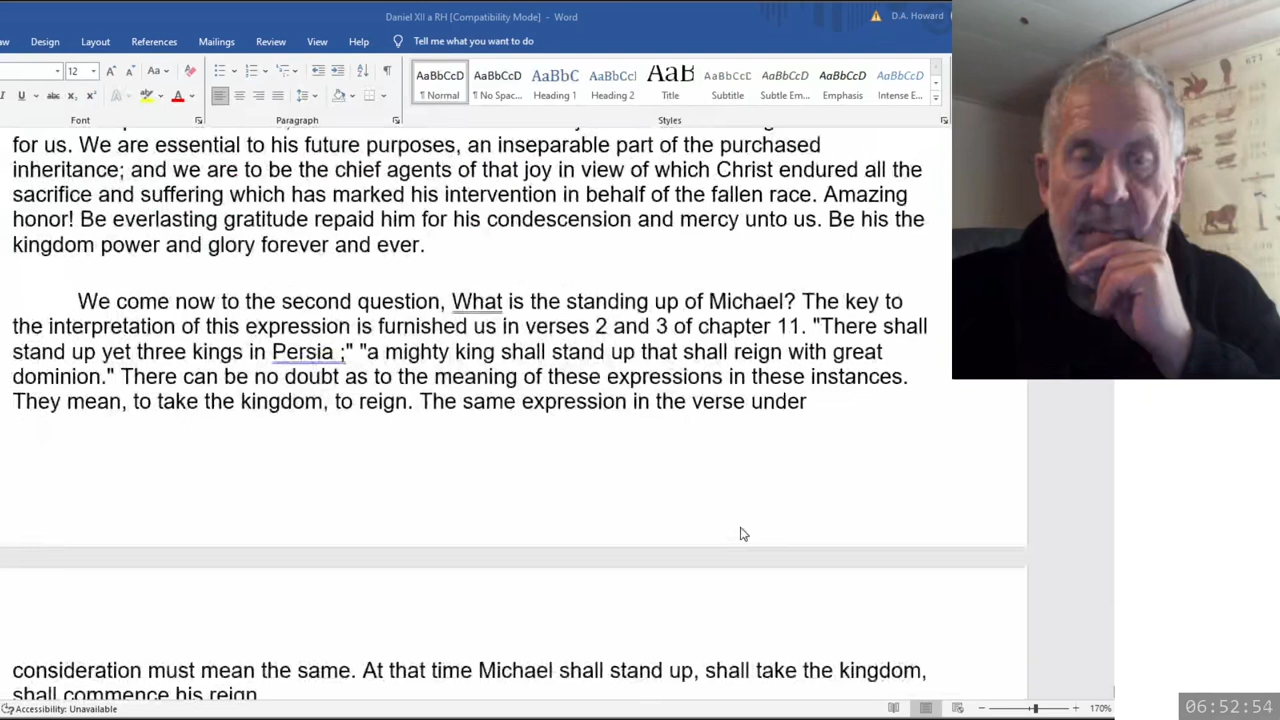 Daniel XII a RH [Compatibility Mode] - Word
D.A. Howard
aw Design Layout References Mailings Review View Help Tell me what you want to do
12 Aa
AaBbCcD AaBbCcD AaBbC AaBbCcI AaB AaBbCcD AaBbCcD AaBbCcD AaBbCcD
¶ Normal ¶ No Spac... Heading 1 Heading 2 Title Subtitle Subtle Em... Emphasis Intense E...
I U abc X₂ X² A ab A
Font Paragraph Styles
for us. We are essential to his future purposes, an inseparable part of the purchased
inheritance; and we are to be the chief agents of that joy in view of which Christ endured all the
sacrifice and suffering which has marked his intervention in behalf of the fallen race. Amazing
honor! Be everlasting gratitude repaid him for his condescension and mercy unto us. Be his the
kingdom power and glory forever and ever.
We come now to the second question, What is the standing up of Michael? The key to
the interpretation of this expression is furnished us in verses 2 and 3 of chapter 11. "There shall
stand up yet three kings in Persia ;" "a mighty king shall stand up that shall reign with great
dominion." There can be no doubt as to the meaning of these expressions in these instances.
They mean, to take the kingdom, to reign. The same expression in the verse under
consideration must mean the same. At that time Michael shall stand up, shall take the kingdom,
shall commence his reign.
Accessibility: Unavailable
170%
06:52:54
677